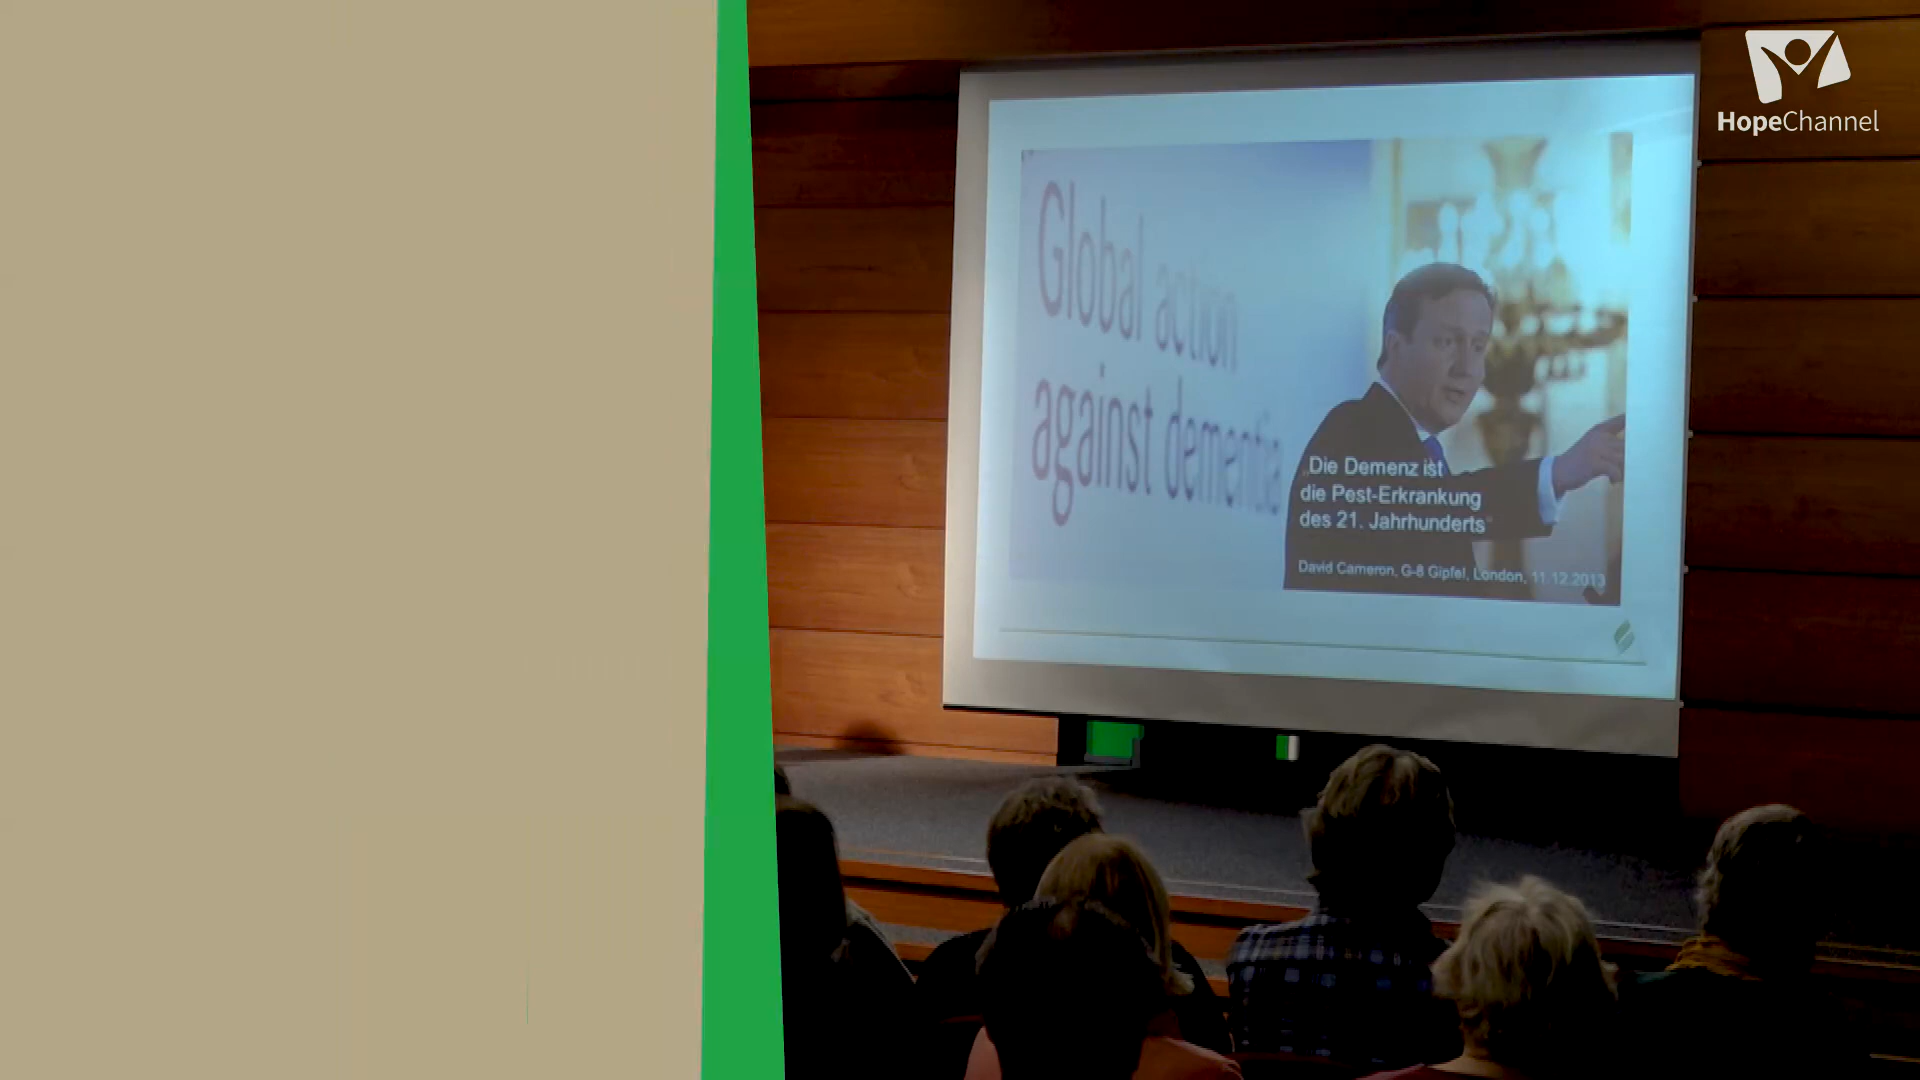 HopeChannel
Global action
against dementia
„Die Demenz ist
die Pest-Erkrankung
des 21. Jahrhunderts“
David Cameron, G-8 Gipfel, London, 11.12.2013